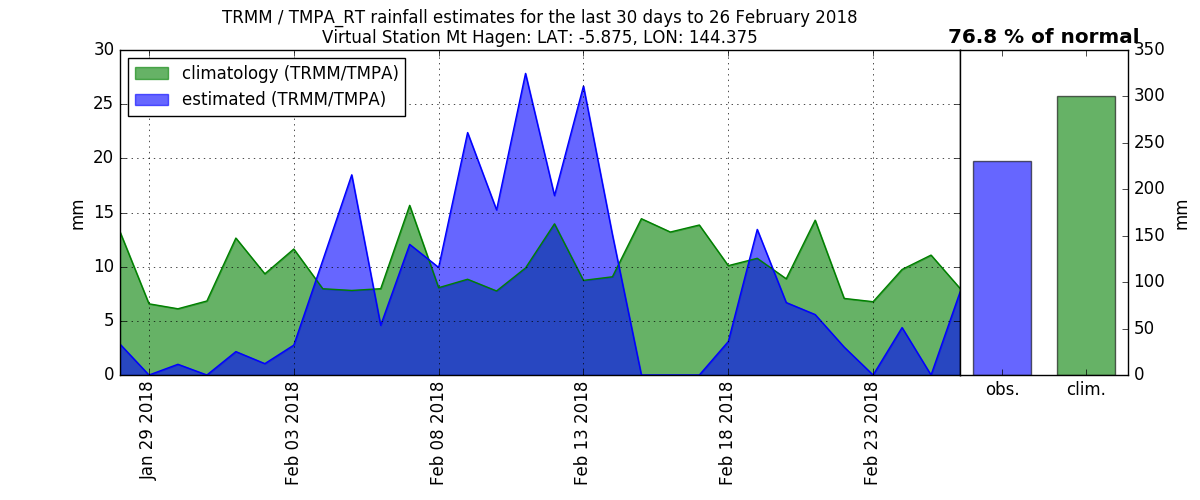 TRMM / TMPA_RT rainfall estimates for the last 30 days to 26 February 2018
Virtual Station Mt Hagen: LAT: -5.875, LON: 144.375
76.8 % of normal
climatology (TRMM/TMPA)
estimated (TRMM/TMPA)
30
25
20
15
10
5
0
mm
Jan 29 2018
Feb 03 2018
Feb 08 2018
Feb 13 2018
Feb 18 2018
Feb 23 2018
350
300
250
200
150
100
50
0
mm
obs.
clim.